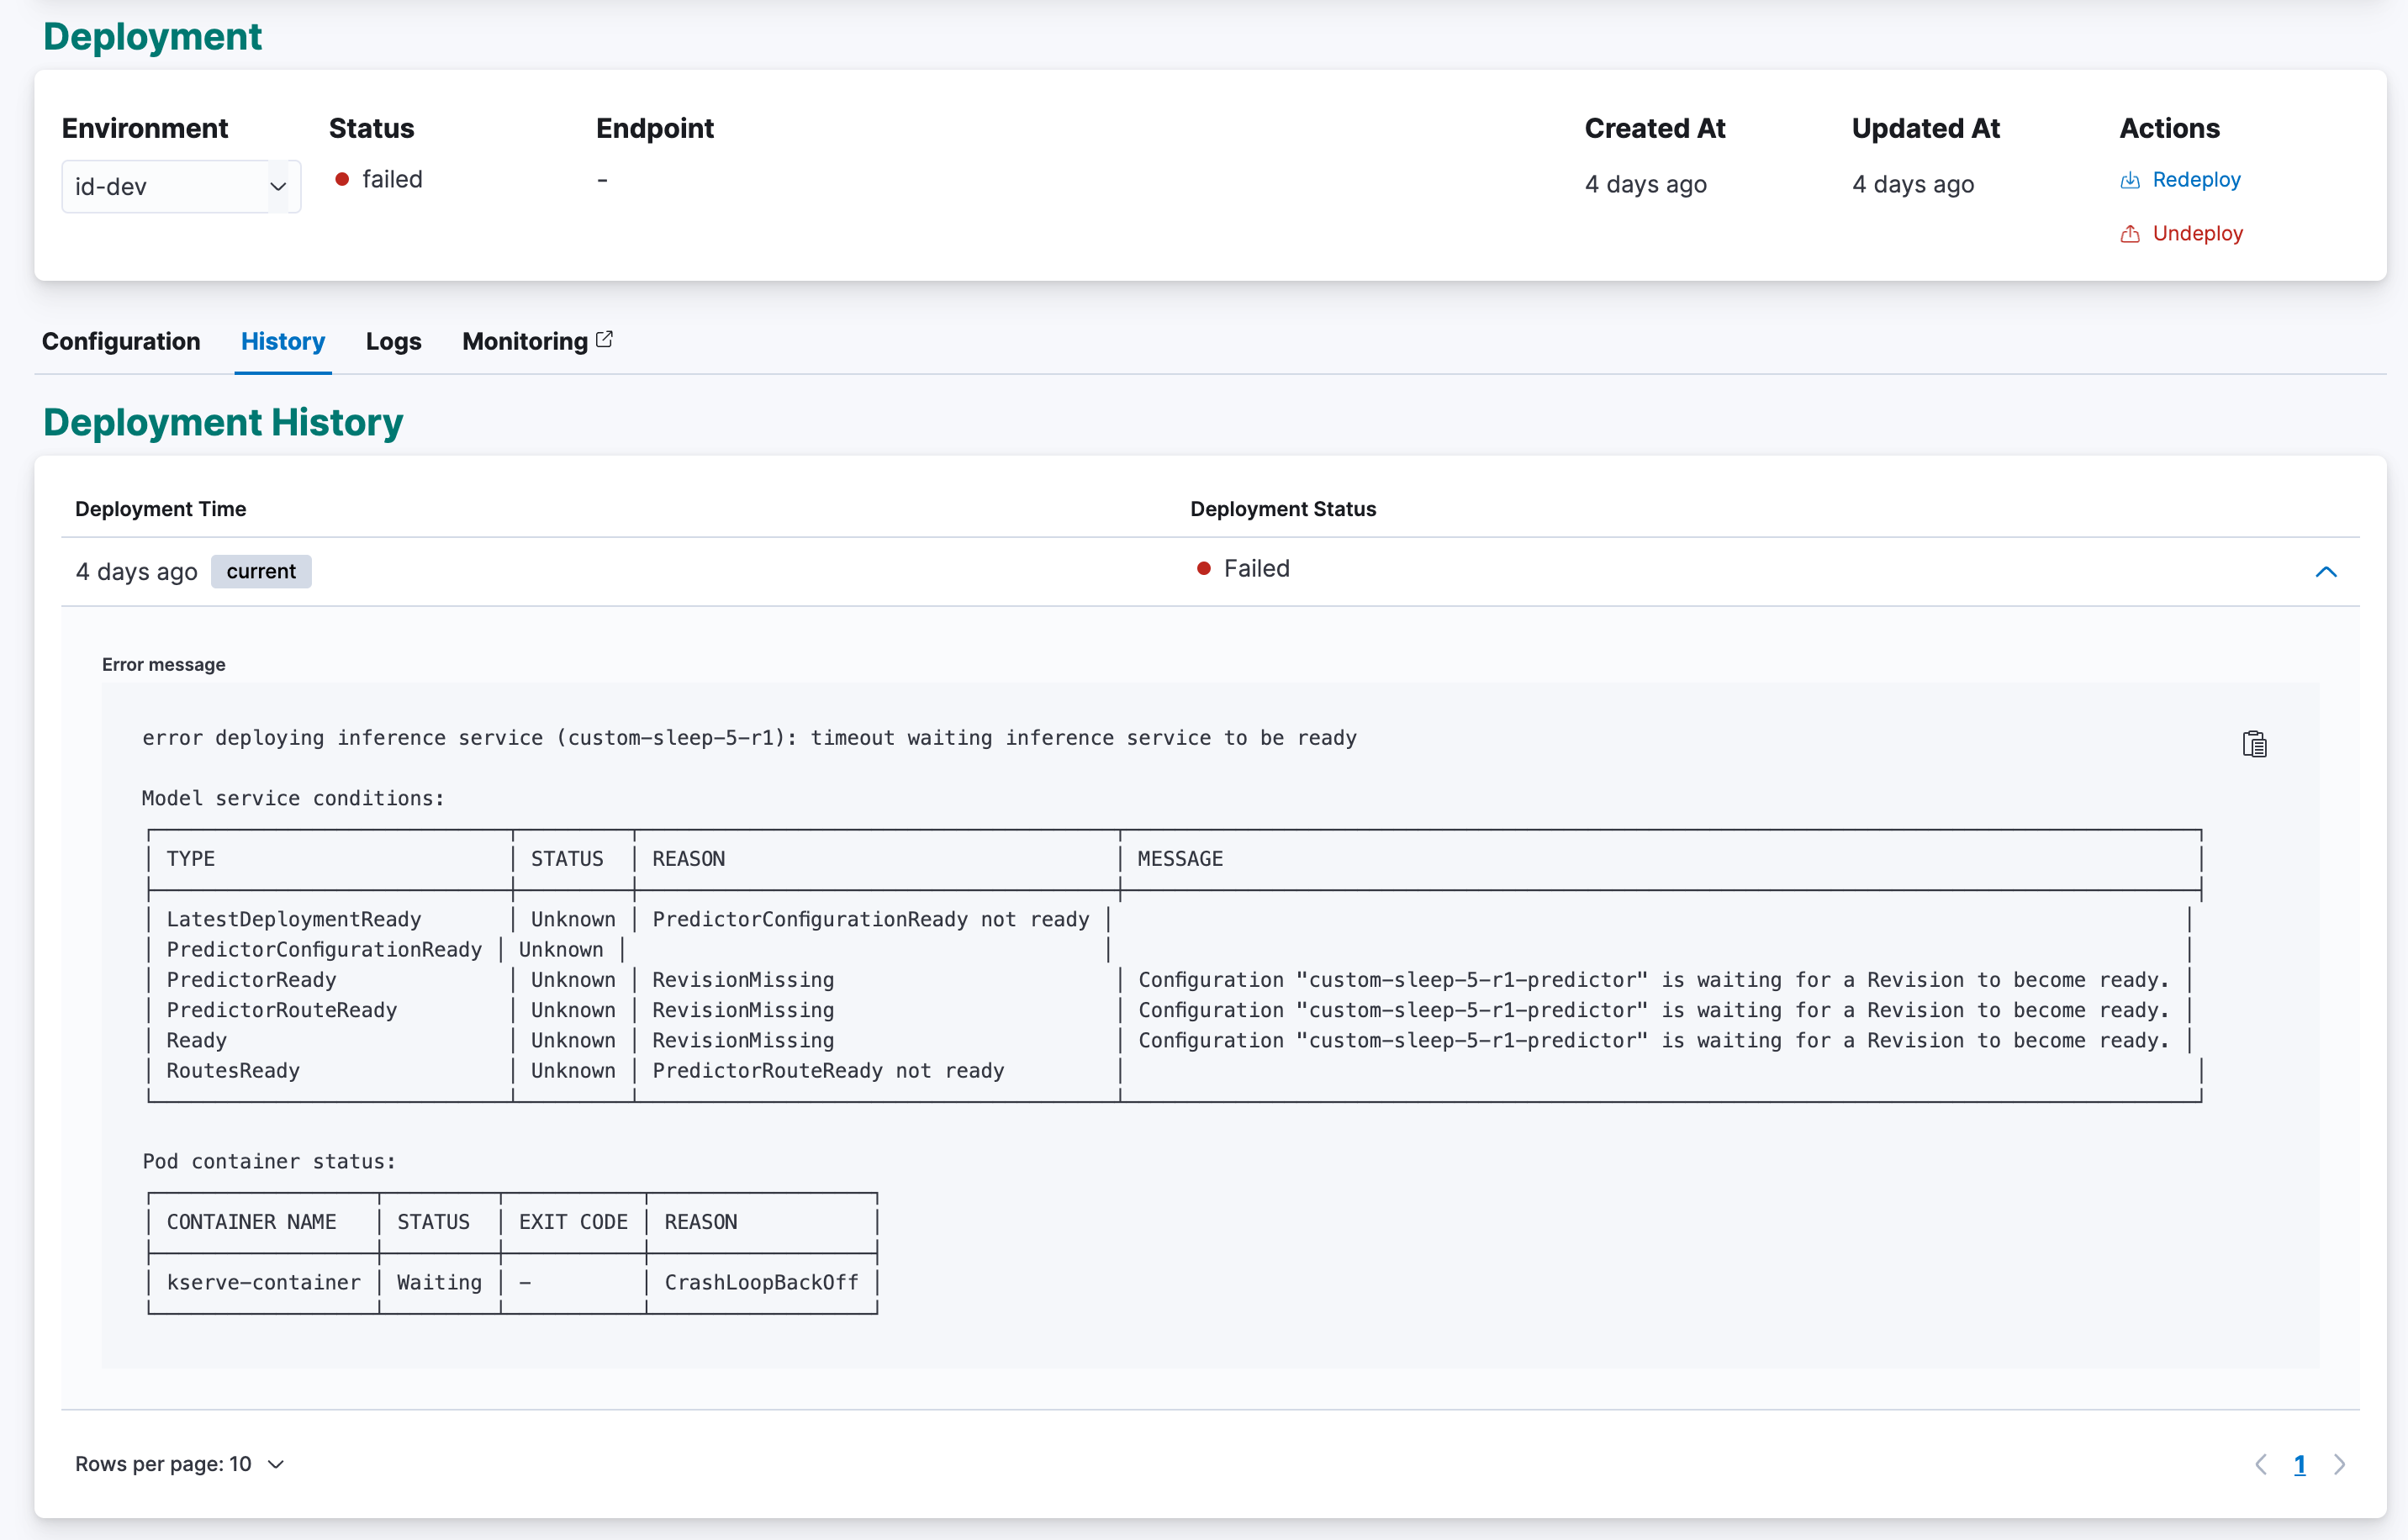 Deployment
Environment Status Endpoint Created At Updated At Actions
id-dev failed - 4 days ago 4 days ago Redeploy
Undeploy
Configuration History Logs Monitoring
Deployment History
Deployment Time Deployment Status
4 days ago current Failed
Error message
error deploying inference service (custom-sleep-5-r1): timeout waiting inference service to be ready
Model service conditions:
TYPE STATUS REASON MESSAGE
LatestDeploymentReady Unknown PredictorConfigurationReady not ready
PredictorConfigurationReady Unknown
PredictorReady Unknown RevisionMissing Configuration "custom-sleep-5-r1-predictor" is waiting for a Revision to become ready.
PredictorRouteReady Unknown RevisionMissing Configuration "custom-sleep-5-r1-predictor" is waiting for a Revision to become ready.
Ready Unknown RevisionMissing Configuration "custom-sleep-5-r1-predictor" is waiting for a Revision to become ready.
RoutesReady Unknown PredictorRouteReady not ready
Pod container status:
CONTAINER NAME STATUS EXIT CODE REASON
kserve-container Waiting - CrashLoopBackOff
Rows per page: 10 1